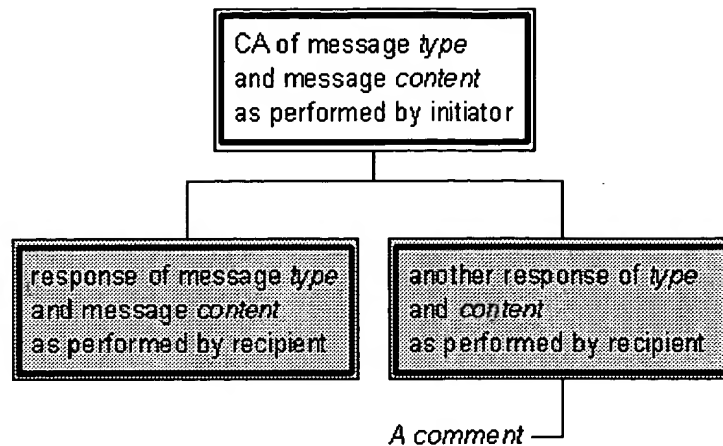 CA of message type
and message content
as performed by initiator
response of message type
and message content
as performed by recipient
another response of type
and content
as performed by recipient
A comment